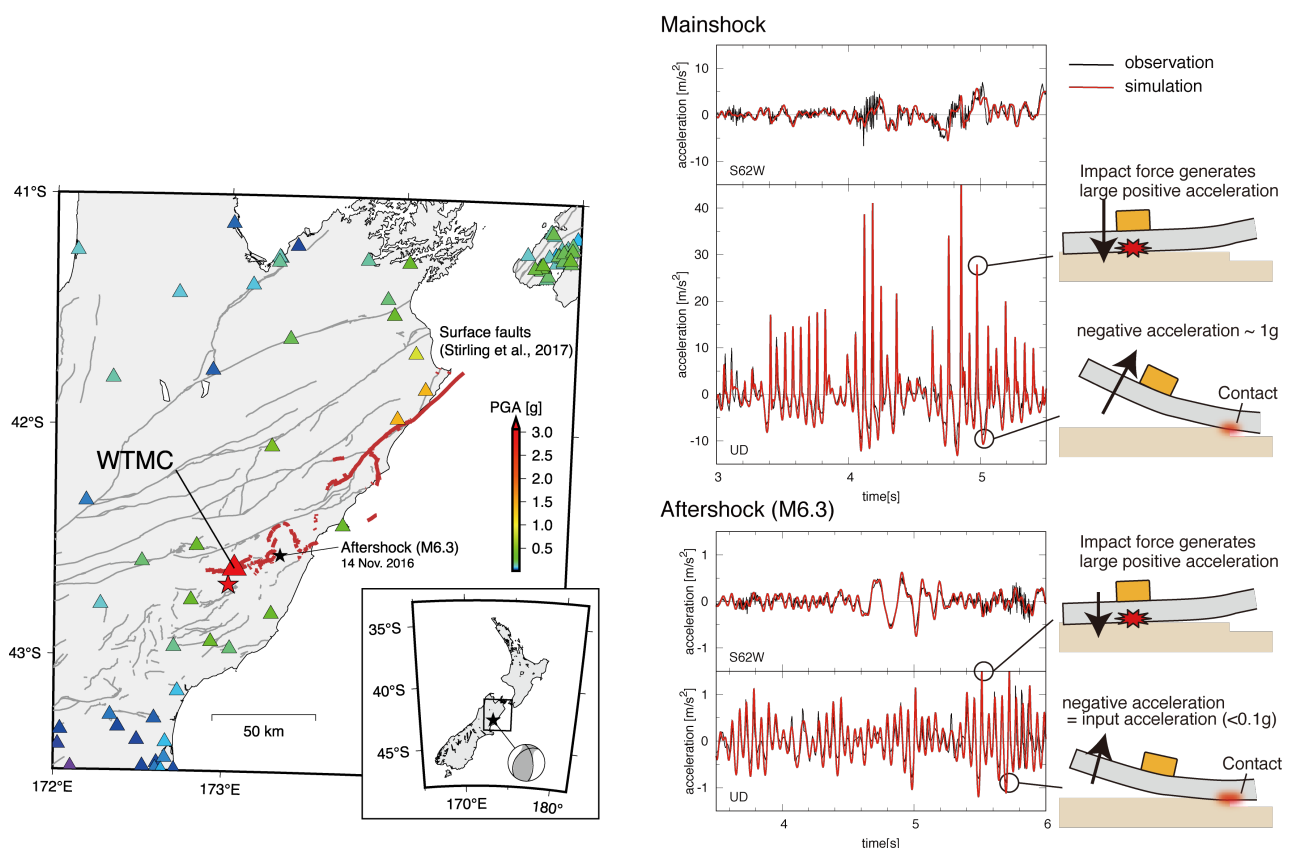 41°S
42°S
43°S
172°E
173°E
WTMC
Surface faults
(Stirling et al., 2017)
PGA [g]
3.0
2.5
2.0
1.5
1.0
0.5
Aftershock (M6.3)
14 Nov. 2016
50 km
35°S
40°S
45°S
170°E
180°
Mainshock
acceleration [m/s²]
10
0
-10
S62W
observation
simulation
acceleration [m/s²]
40
30
20
10
0
-10
UD
3
4
5
time[s]
Impact force generates
large positive acceleration
negative acceleration ~ 1g
Contact
Aftershock (M6.3)
acceleration [m/s²]
1
0
-1
S62W
acceleration [m/s²]
1
0
-1
UD
4
5
6
time[s]
Impact force generates
large positive acceleration
negative acceleration
= input acceleration (<0.1g)
Contact